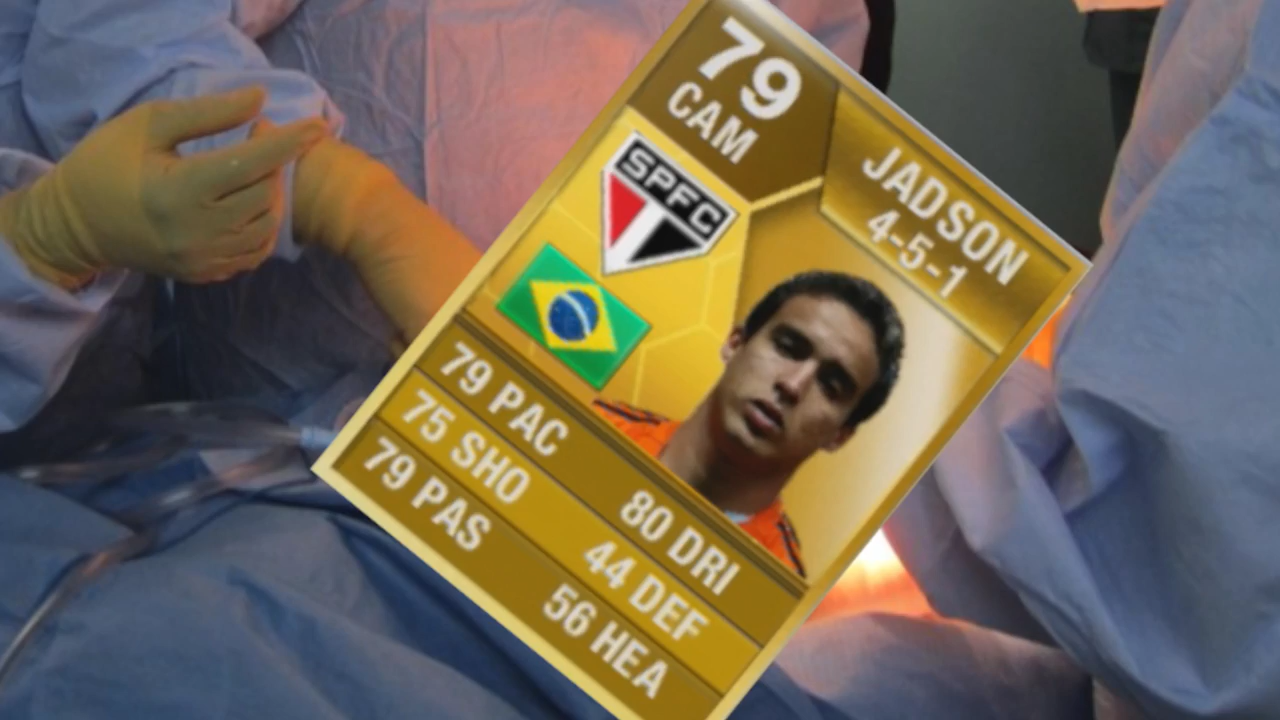 79
CAM
JADSON
4-5-1
SPFC
79 PAC
75 SHO
79 PAS
80 DRI
44 DEF
56 HEA